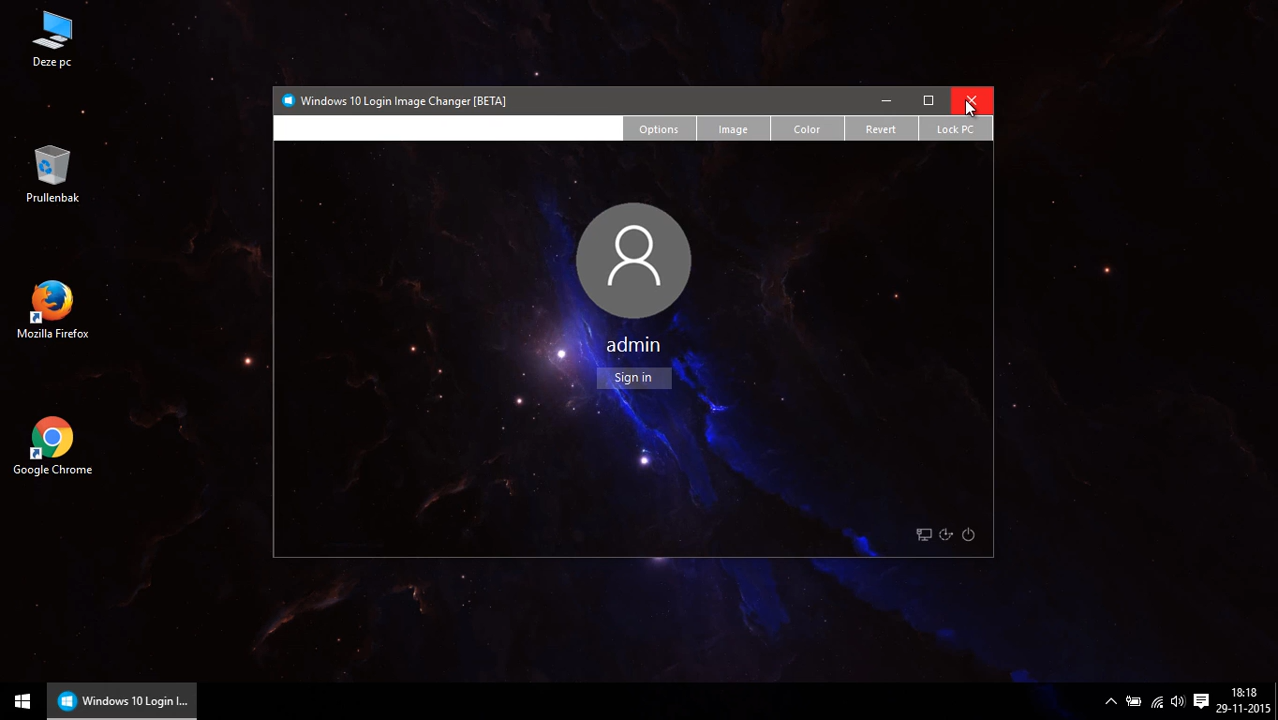 Deze pc
Prullenbak
Mozilla Firefox
Google Chrome
Windows 10 Login Image Changer [BETA]
Options Image Color Revert Lock PC
admin
Sign in
Windows 10 Login I...
18:18
29-11-2015